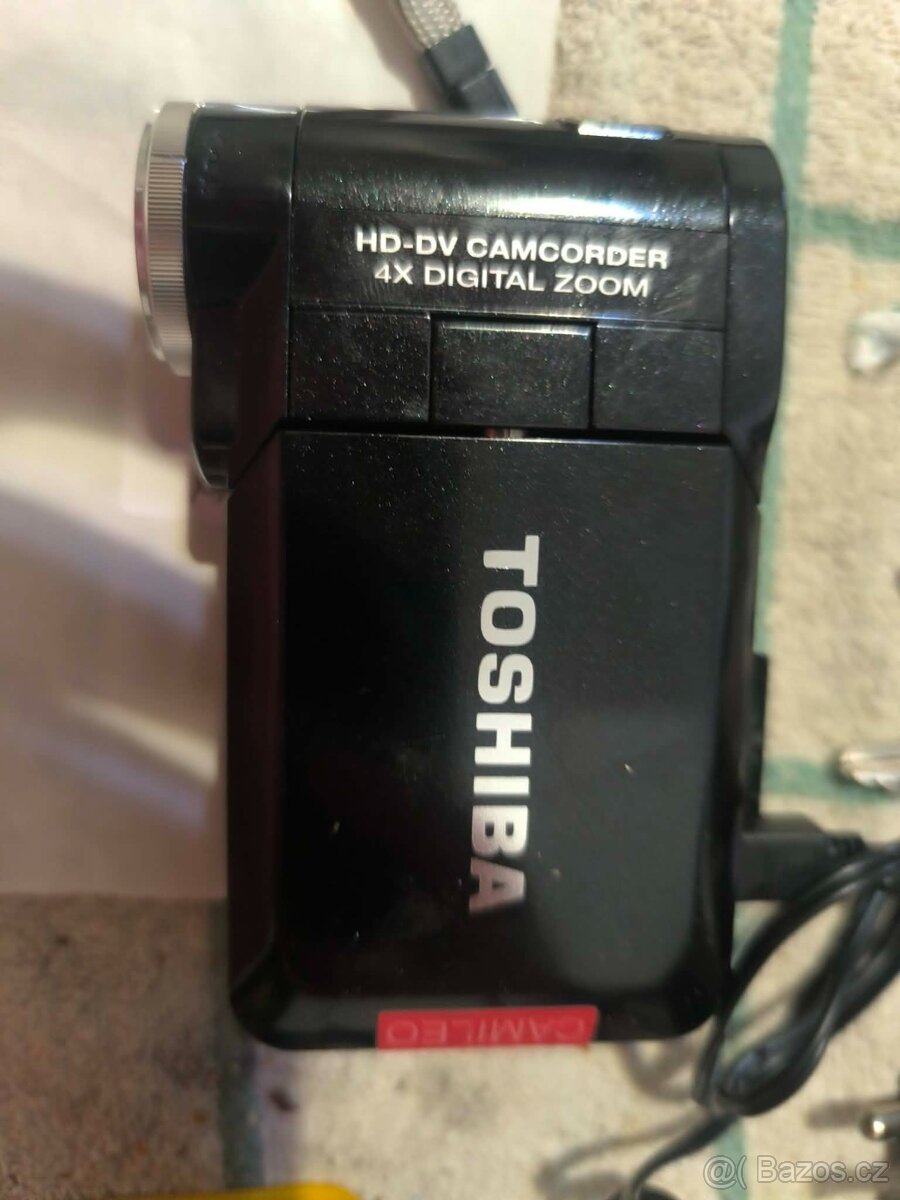 HD-DV CAMCORDER
4X DIGITAL ZOOM
TOSHIBA
CAMILEO
@( Bazos.cz